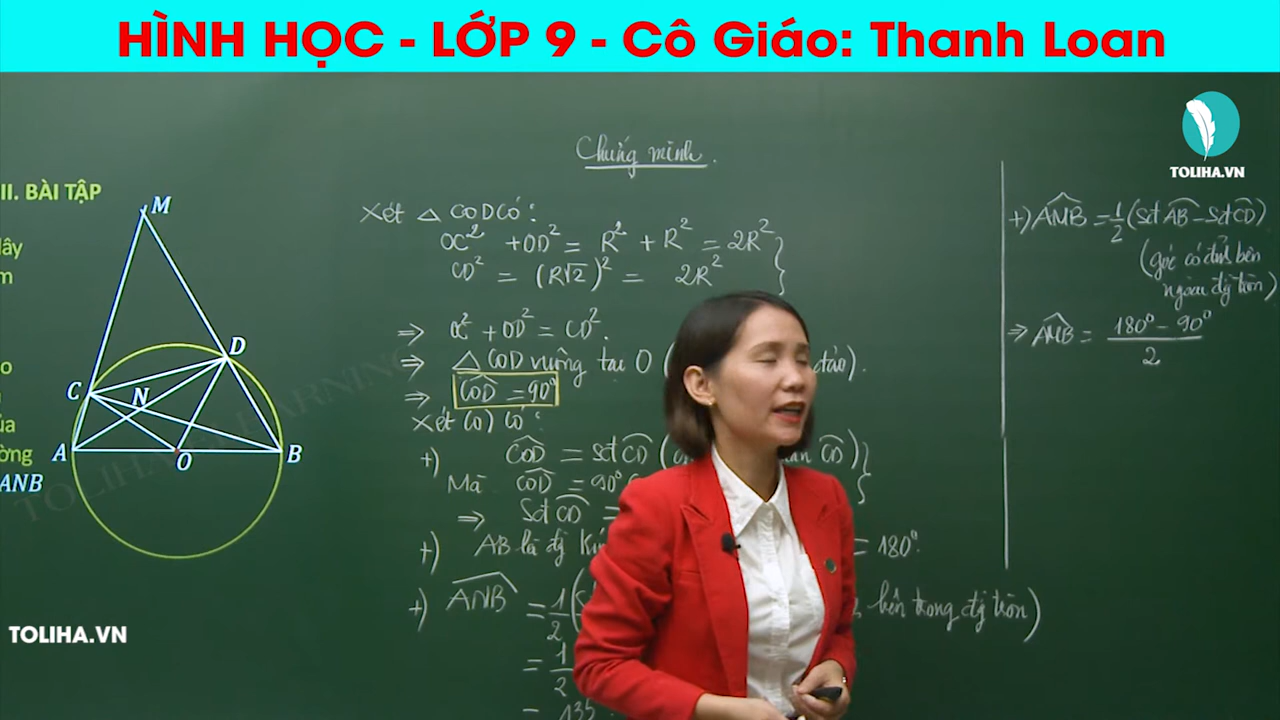 HÌNH HỌC - LỚP 9 - Cô Giáo: Thanh Loan
TOLIHA.VN
II. BÀI TẬP
ANB
M
D
C
N
A
O
B
TOLIHA.VN
Chứng minh.
Xét △ COD có:
OC² + OD² = R² + R² = 2R²
CD² = (R√2)² = 2R²
⇒ OC² + OD² = CD².
⇒ △ COD vuông tại O ( đảo).
⇒ COD = 90°
Xét (O) có:
+) COD = sđ CD ( CD)
Mà COD = 90°
⇒ sđ CD =
+) AB là đg kính = 180°.
+) ANB = 1/2 (sđ bên trong đg tròn)
= 1/2
= 135
+) AMB = 1/2 (sđ AB - sđ CD)
(góc có đỉnh bên
ngoài đg tròn)
⇒ AMB = 180° - 90° / 2